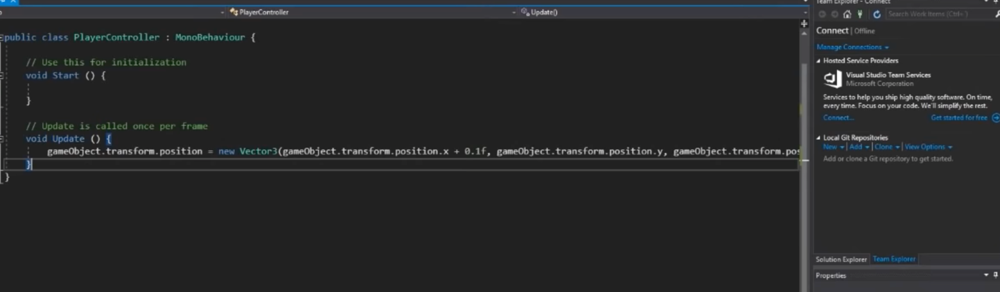 Team Explorer - Connect
PlayerController
Update()
Search Work Items (Ctrl+')
public class PlayerController : MonoBehaviour {
Connect | Offline
Manage Connections
// Use this for initialization
Hosted Service Providers
void Start () {
Visual Studio Team Services
Microsoft Corporation
}
Services to help you ship high quality software. On time,
every time. Focus on your code. We'll simplify the rest.
Connect...
Get started for free
// Update is called once per frame
void Update () {
Local Git Repositories
New | Add | Clone | View Options
gameObject.transform.position = new Vector3(gameObject.transform.position.x + 0.1f, gameObject.transform.position.y, gameObject.transform.pos
Add or clone a Git repository to get started.
}
}
Solution Explorer
Team Explorer
Properties